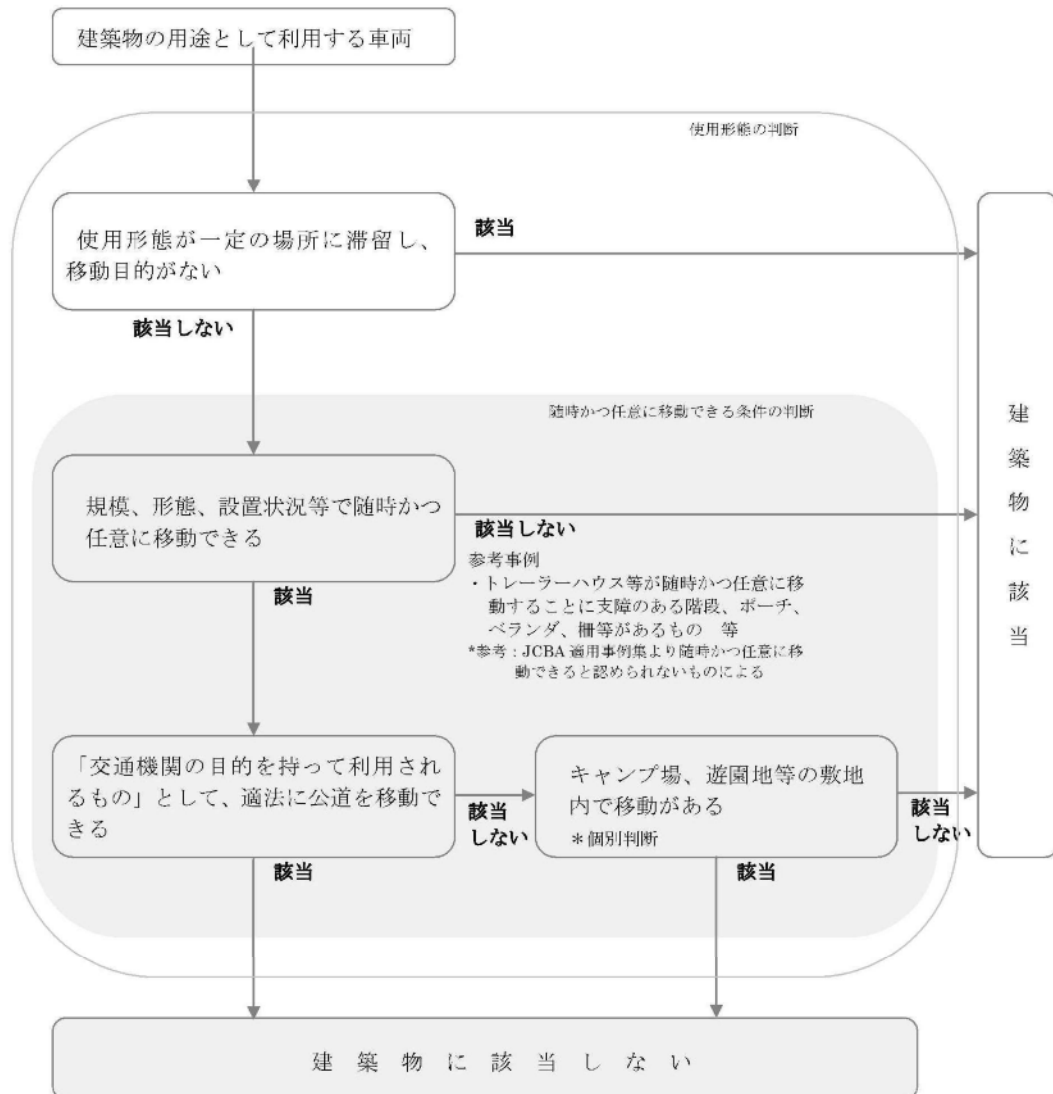 建築物の用途として利用する車両
使用形態の判断
使用形態が一定の場所に滞留し、
移動目的がない
該当
該当しない
随時かつ任意に移動できる条件の判断
規模、形態、設置状況等で随時かつ
任意に移動できる
該当しない
参考事例
・トレーラーハウス等が随時かつ任意に移
動することに支障のある階段、ポーチ、
ベランダ、柵等があるもの　等
*参考：JCBA 適用事例集より随時かつ任意に移
動できると認められないものによる
該当
「交通機関の目的を持って利用され
るもの」として、適法に公道を移動で
きる
該当
しない
キャンプ場、遊園地等の敷地
内で移動がある
＊個別判断
該当
しない
該当
該当
建築物に該当
建築物に該当しない